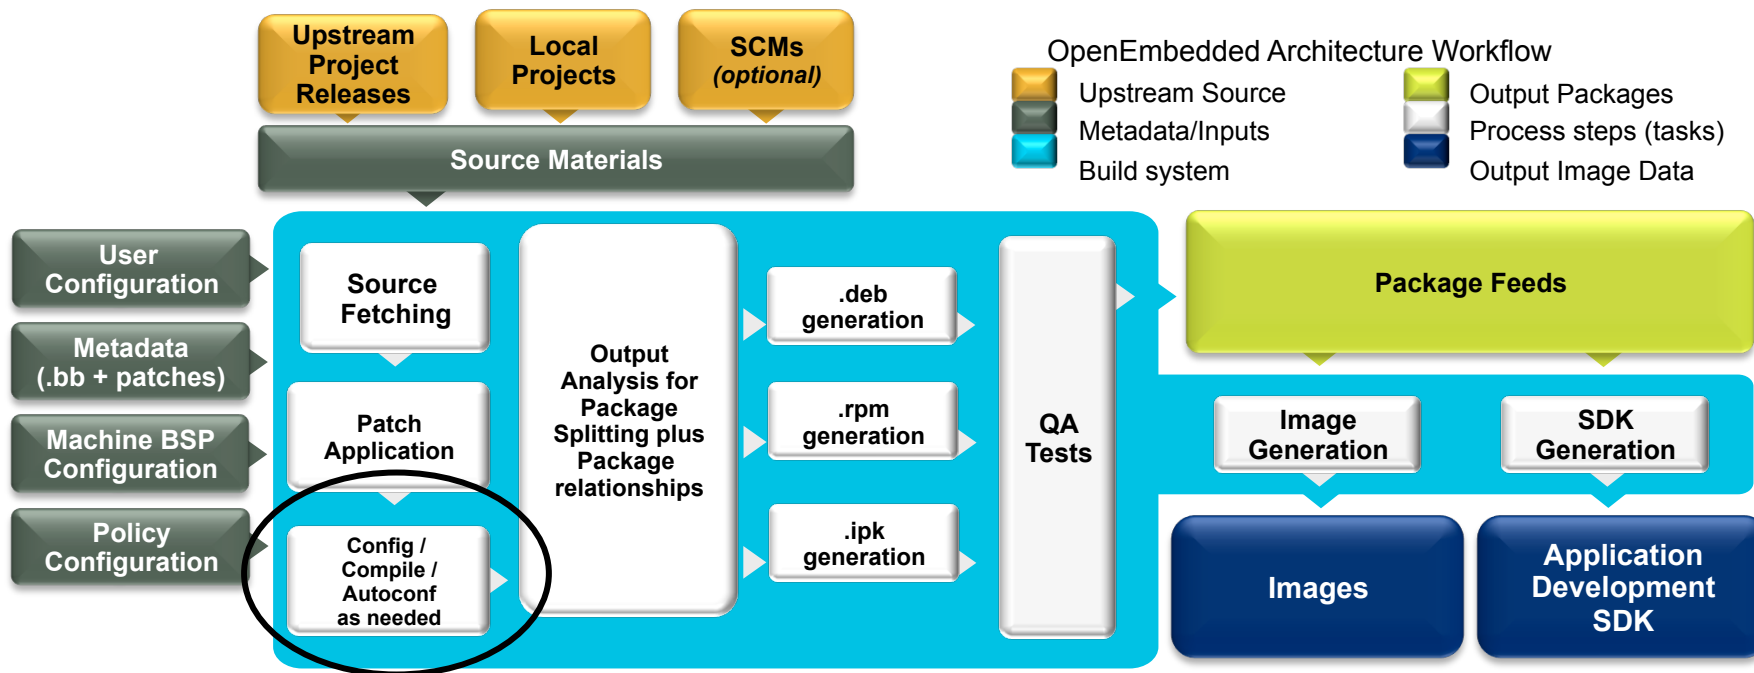 Upstream
Project
Releases
Local
Projects
SCMs
(optional)
OpenEmbedded Architecture Workflow
Upstream Source
Metadata/Inputs
Build system
Output Packages
Process steps (tasks)
Output Image Data
Source Materials
User
Configuration
Metadata
(.bb + patches)
Machine BSP
Configuration
Policy
Configuration
Source
Fetching
Patch
Application
Config /
Compile /
Autoconf
as needed
Output
Analysis for
Package
Splitting plus
Package
relationships
.deb
generation
.rpm
generation
.ipk
generation
QA
Tests
Package Feeds
Image
Generation
SDK
Generation
Images
Application
Development
SDK